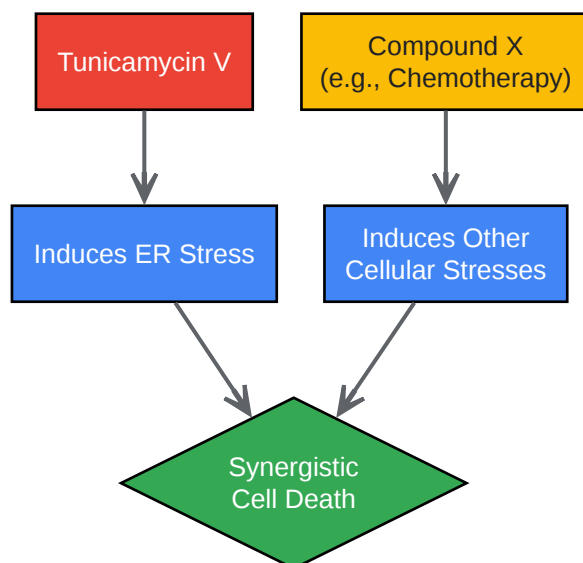 Tunicamycin V
Compound X
(e.g., Chemotherapy)
Induces ER Stress
Induces Other
Cellular Stresses
Synergistic
Cell Death